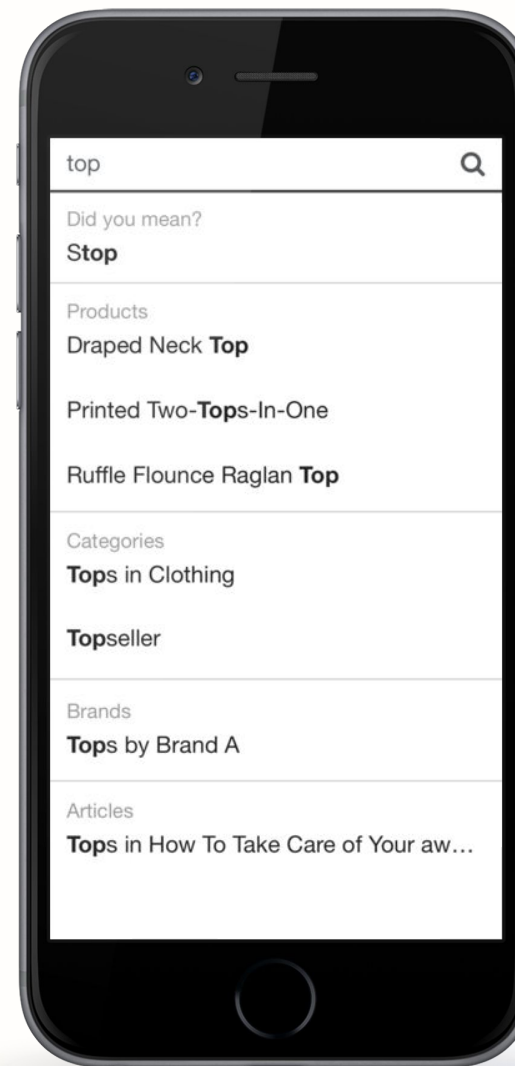 top
Did you mean?
Stop
Products
Draped Neck Top
Printed Two-Tops-In-One
Ruffle Flounce Raglan Top
Categories
Tops in Clothing
Topseller
Brands
Tops by Brand A
Articles
Tops in How To Take Care of Your aw…